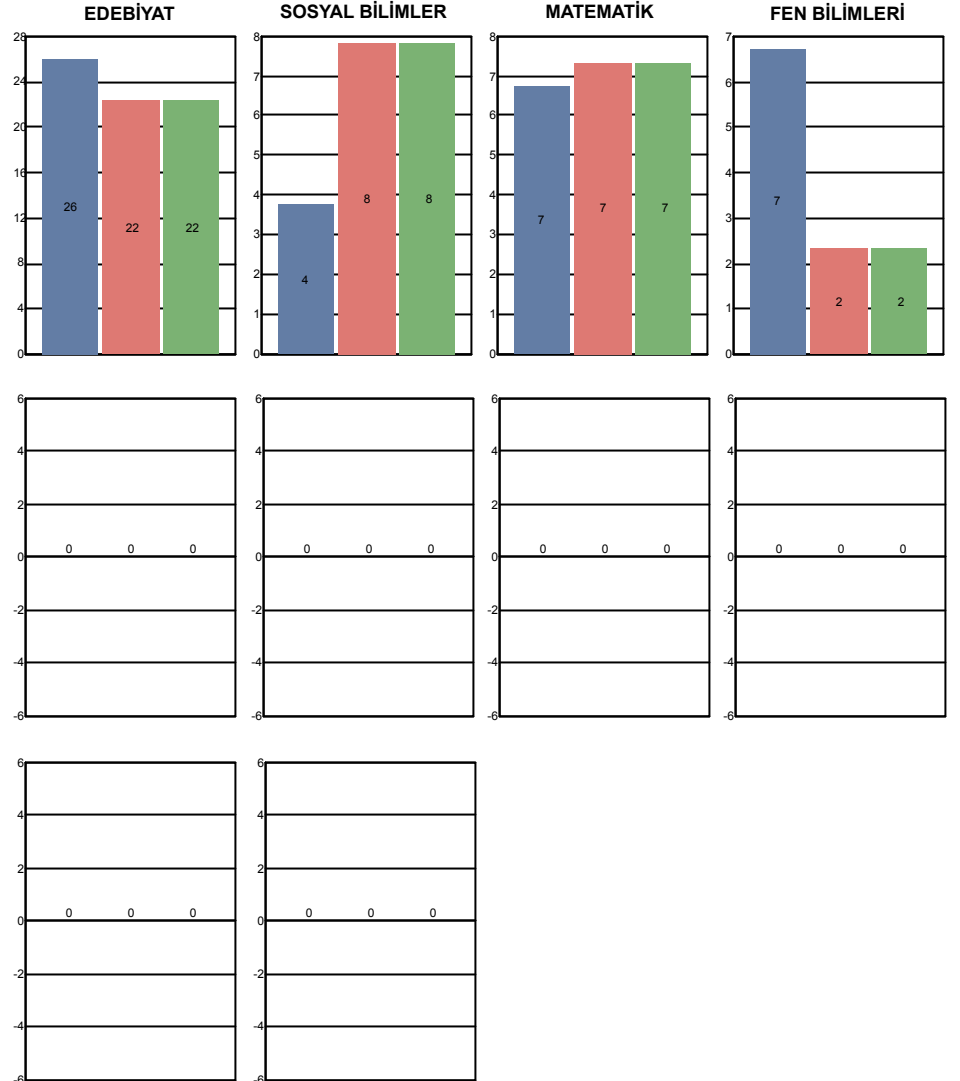 EDEBİYAT SOSYAL BİLİMLER MATEMATİK FEN BİLİMLERİ
28 8 8 7
24 7 7 6
20 6 6 5
16 5 5 4
12 4 4 3
8 3 3 2
4 2 2 1
0 1 1 0
0 0
26 22 22 4 8 8 7 7 7 7 2 2
6 6 6 6
4 4 4 4
2 2 2 2
0 0 0 0 0 0 0 0 0 0 0 0 0 0 0 0
-2 -2 -2 -2
-4 -4 -4 -4
-6 -6 -6 -6
6 6
4 4
2 2
0 0 0 0 0 0 0 0
-2 -2
-4 -4
-6 -6